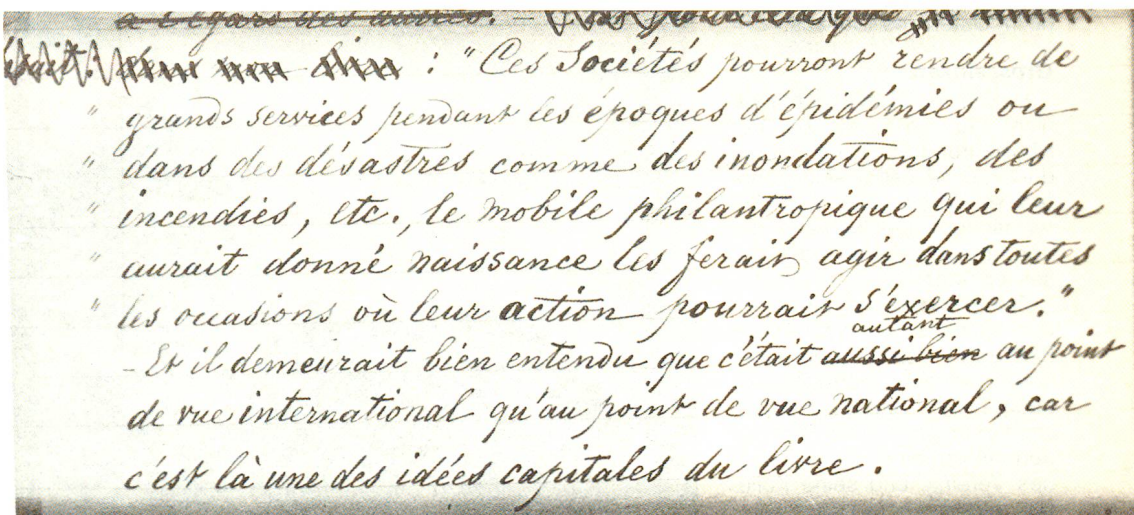 à l'égard des autres. –
: "Ces Sociétés pourront rendre de
" grands services pendant les époques d'épidémies ou
" dans des désastres comme des inondations, des
" incendies, etc., le mobile philantropique qui leur
" aurait donné naissance les ferait agir dans toutes
" les occasions où leur action pourrait s'exercer."
autant
– Et il demeurait bien entendu que c'était aussi bien au point
de vue international qu'au point de vue national, car
c'est là une des idées capitales du livre.